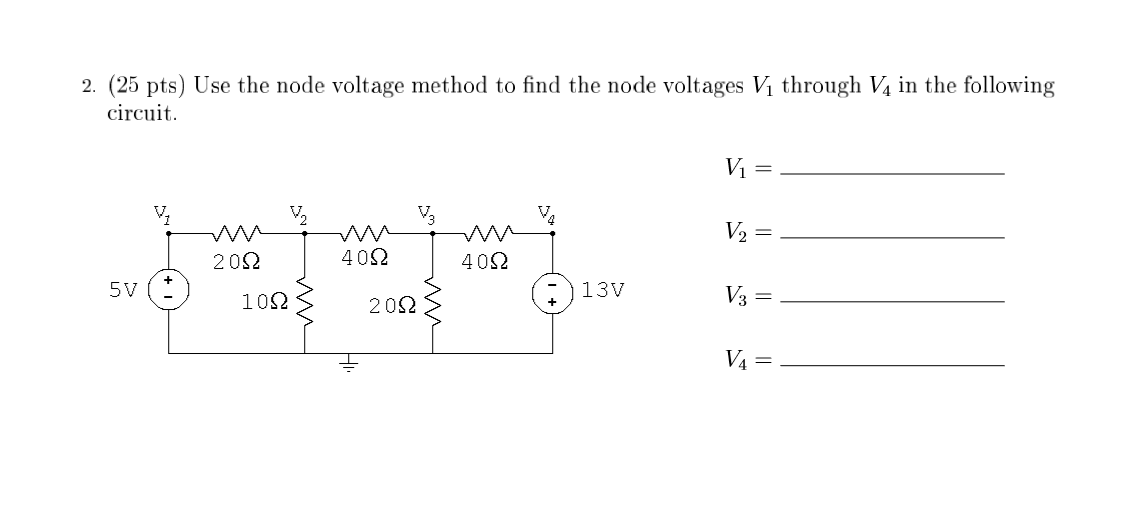 2. (25 pts) Use the node voltage method to find the node voltages V₁ through V₄ in the following
circuit.
V₁ =
V₂ =
V₃ =
V₄ =
V₁ V₂ V₃ V₄
20Ω 40Ω 40Ω
5V + − 10Ω 20Ω − + 13V